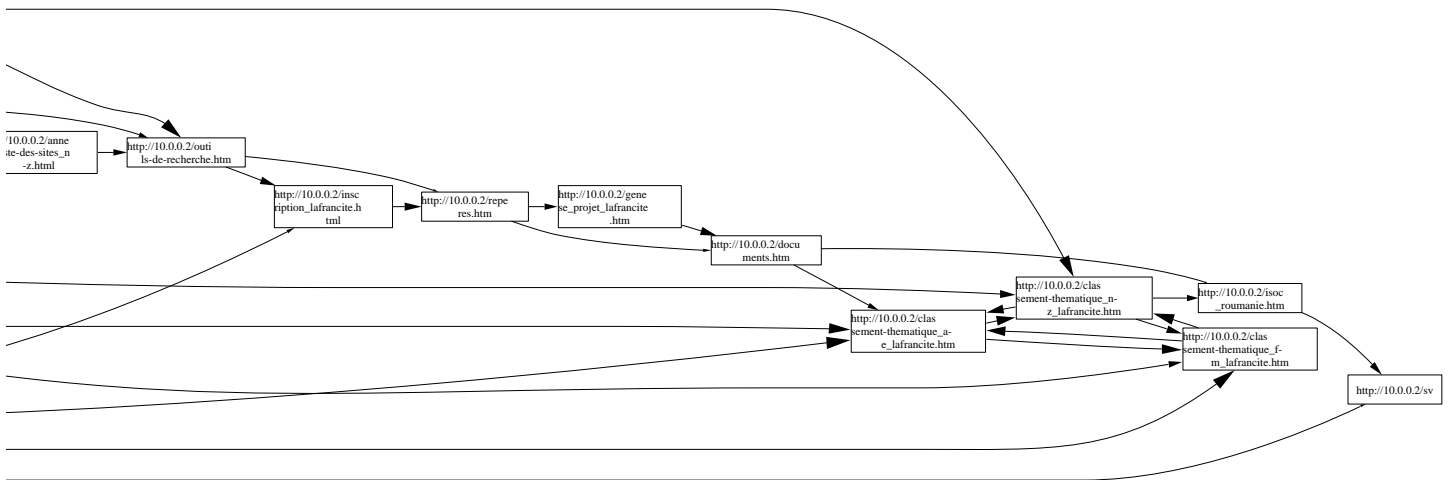 /10.0.0.2/anne
ste-des-sites_n
-z.html
http://10.0.0.2/outi
ls-de-recherche.htm
http://10.0.0.2/insc
ription_lafrancite.h
tml
http://10.0.0.2/repe
res.htm
http://10.0.0.2/gene
se_projet_lafrancite
.htm
http://10.0.0.2/docu
ments.htm
http://10.0.0.2/clas
sement-thematique_n-
z_lafrancite.htm
http://10.0.0.2/isoc
_roumanie.htm
http://10.0.0.2/clas
sement-thematique_a-
e_lafrancite.htm
http://10.0.0.2/clas
sement-thematique_f-
m_lafrancite.htm
http://10.0.0.2/sv